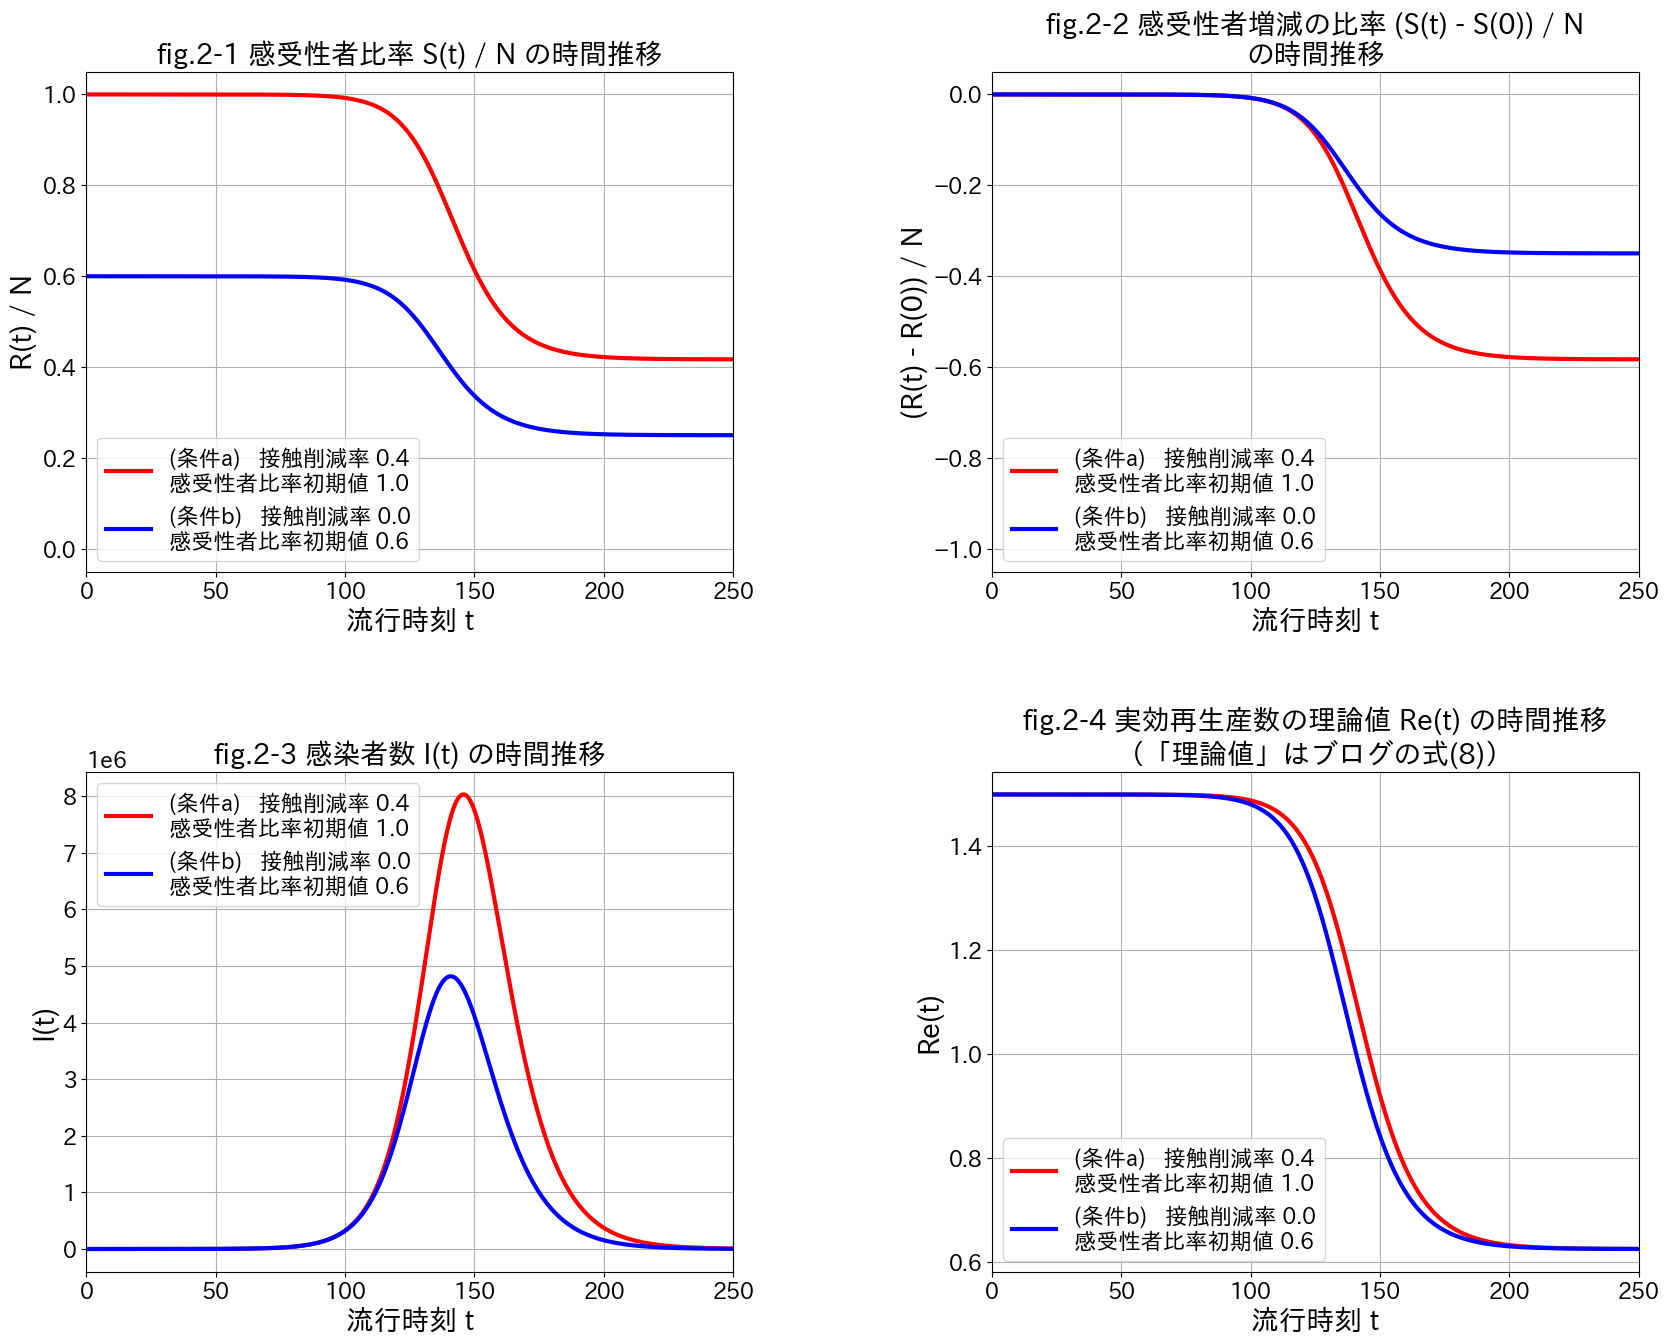 fig.2-1 感受性者比率 S(t) / N の時間推移
R(t) / N
1.0
0.8
0.6
0.4
0.2
0.0
(条件a) 接触削減率 0.4
感受性者比率初期値 1.0
(条件b) 接触削減率 0.0
感受性者比率初期値 0.6
0 50 100 150 200 250
流行時刻 t
fig.2-2 感受性者増減の比率 (S(t) - S(0)) / N
の時間推移
(R(t) - R(0)) / N
0.0
−0.2
−0.4
−0.6
−0.8
−1.0
(条件a) 接触削減率 0.4
感受性者比率初期値 1.0
(条件b) 接触削減率 0.0
感受性者比率初期値 0.6
0 50 100 150 200 250
流行時刻 t
fig.2-3 感染者数 I(t) の時間推移
1e6
I(t)
8
7
6
5
4
3
2
1
0
(条件a) 接触削減率 0.4
感受性者比率初期値 1.0
(条件b) 接触削減率 0.0
感受性者比率初期値 0.6
0 50 100 150 200 250
流行時刻 t
fig.2-4 実効再生産数の理論値 Re(t) の時間推移
(「理論値」はブログの式(8))
Re(t)
1.4
1.2
1.0
0.8
0.6
(条件a) 接触削減率 0.4
感受性者比率初期値 1.0
(条件b) 接触削減率 0.0
感受性者比率初期値 0.6
0 50 100 150 200 250
流行時刻 t